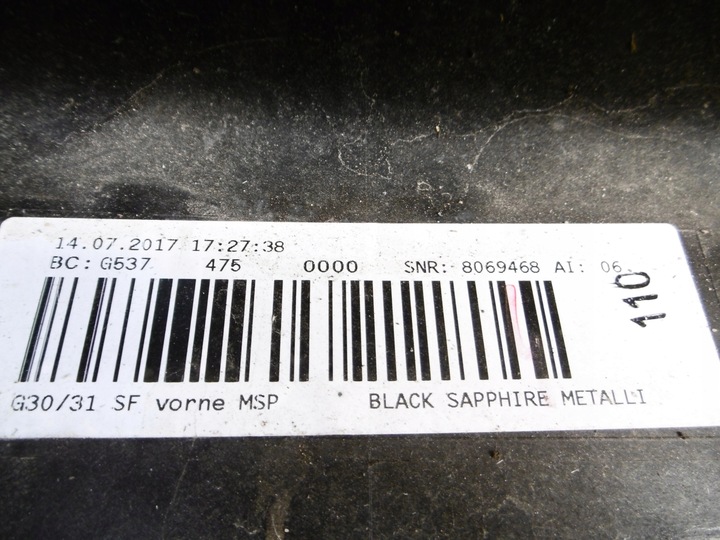 14.07.2017 17:27:38
BC: G537 475 0000 SNR: 8069468 AI: 06
110
G30/31 SF vorne MSP BLACK SAPPHIRE METALLI